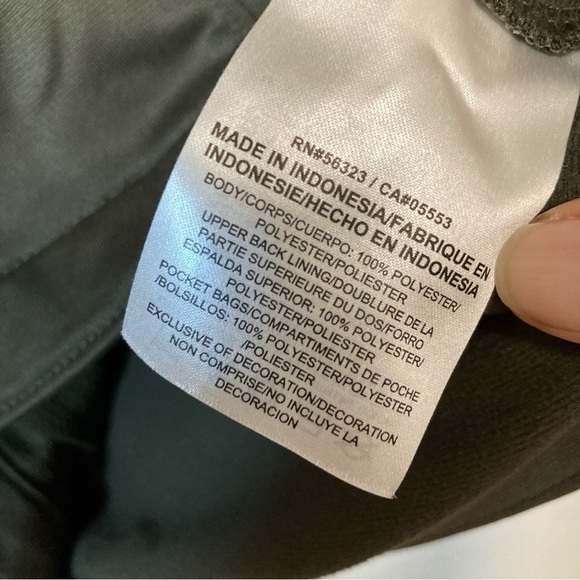 RN#56323 / CA#05553
MADE IN INDONESIA/FABRIQUE EN
INDONESIE/HECHO EN INDONESIA
BODY/CORPS/CUERPO: 100% POLYESTER/
POLYESTER/POLIESTER
UPPER BACK LINING/DOUBLURE DE LA
PARTIE SUPERIEURE DU DOS/FORRO
ESPALDA SUPERIOR: 100% POLYESTER/
POLYESTER/POLIESTER
POCKET BAGS/COMPARTIMENTS DE POCHE
/BOLSILLOS: 100% POLYESTER/POLYESTER
/POLIESTER
EXCLUSIVE OF DECORATION/DECORATION
NON COMPRISE/NO INCLUYE LA
DECORACION